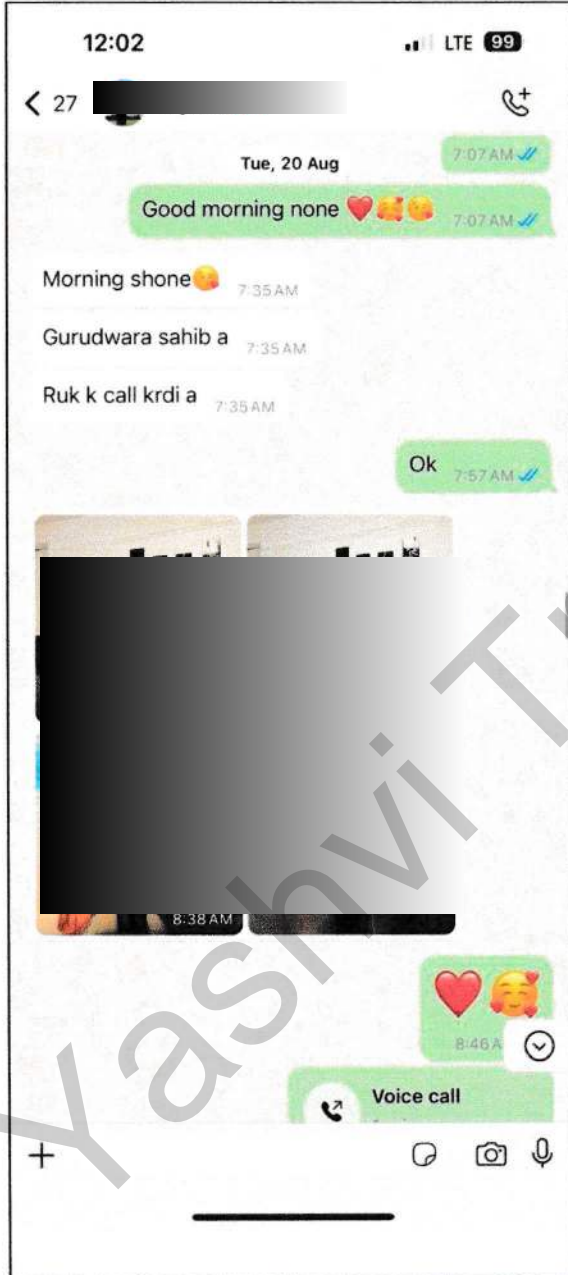 12:02 LTE 99
27
7:07 AM
Tue, 20 Aug
Good morning none ❤️🥰😘 7:07 AM
Morning shone😘 7:35 AM
Gurudwara sahib a 7:35 AM
Ruk k call krdi a 7:35 AM
Ok 7:57 AM
8:38 AM
❤️🥰
8:46 A
Voice call
Yashvi Tr